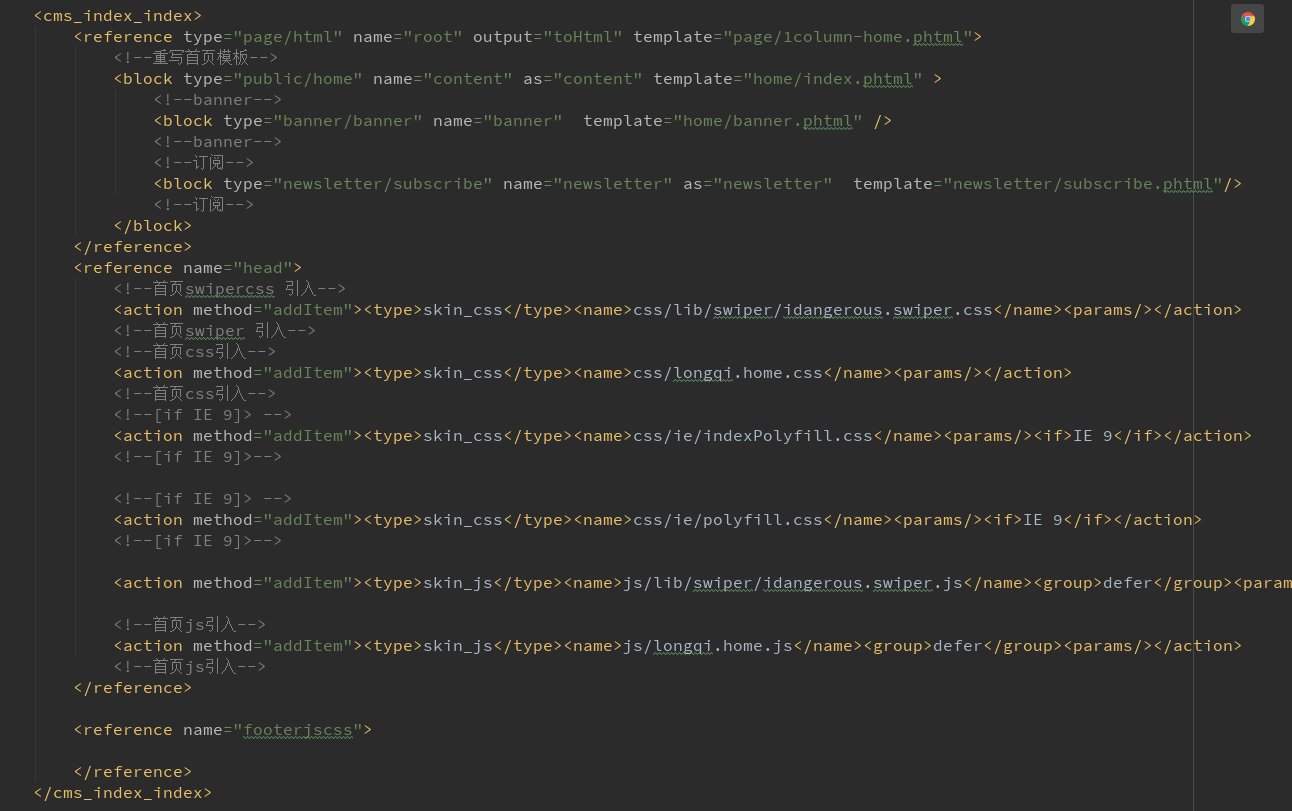 <cms_index_index>
<reference type="page/html" name="root" output="toHtml" template="page/1column-home.phtml">
<!--重写首页模板-->
<block type="public/home" name="content" as="content" template="home/index.phtml" >
<!--banner-->
<block type="banner/banner" name="banner"  template="home/banner.phtml" />
<!--banner-->
<!--订阅-->
<block type="newsletter/subscribe" name="newsletter" as="newsletter"  template="newsletter/subscribe.phtml"/>
<!--订阅-->
</block>
</reference>
<reference name="head">
<!--首页swipercss 引入-->
<action method="addItem"><type>skin_css</type><name>css/lib/swiper/idangerous.swiper.css</name><params/></action>
<!--首页swiper 引入-->
<!--首页css引入-->
<action method="addItem"><type>skin_css</type><name>css/longqi.home.css</name><params/></action>
<!--首页css引入-->
<!--[if IE 9]> -->
<action method="addItem"><type>skin_css</type><name>css/ie/indexPolyfill.css</name><params/><if>IE 9</if></action>
<!--[if IE 9]>-->
<!--[if IE 9]> -->
<action method="addItem"><type>skin_css</type><name>css/ie/polyfill.css</name><params/><if>IE 9</if></action>
<!--[if IE 9]>-->
<action method="addItem"><type>skin_js</type><name>js/lib/swiper/idangerous.swiper.js</name><group>defer</group><param
<!--首页js引入-->
<action method="addItem"><type>skin_js</type><name>js/longqi.home.js</name><group>defer</group><params/></action>
<!--首页js引入-->
</reference>
<reference name="footerjscss">
</reference>
</cms_index_index>